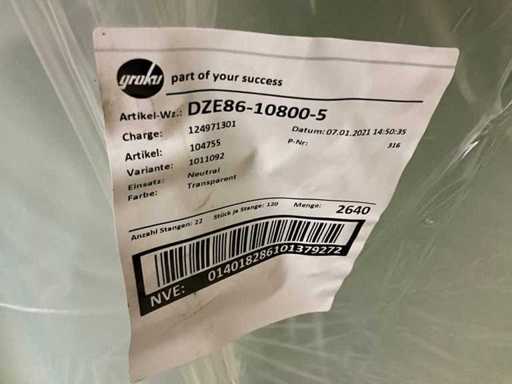 groku part of your success
Artikel-Wz.: DZE86-10800-5
Charge: 124971301 Datum: 07.01.2021 14:50:35
Artikel: 104755 P-Nr: 316
Variante: 1011092
Einsatz: Neutral
Farbe: Transparent
Anzahl Stangen: 22 Stück je Stange: 120 Menge: 2640
NVE: 014018286101379272